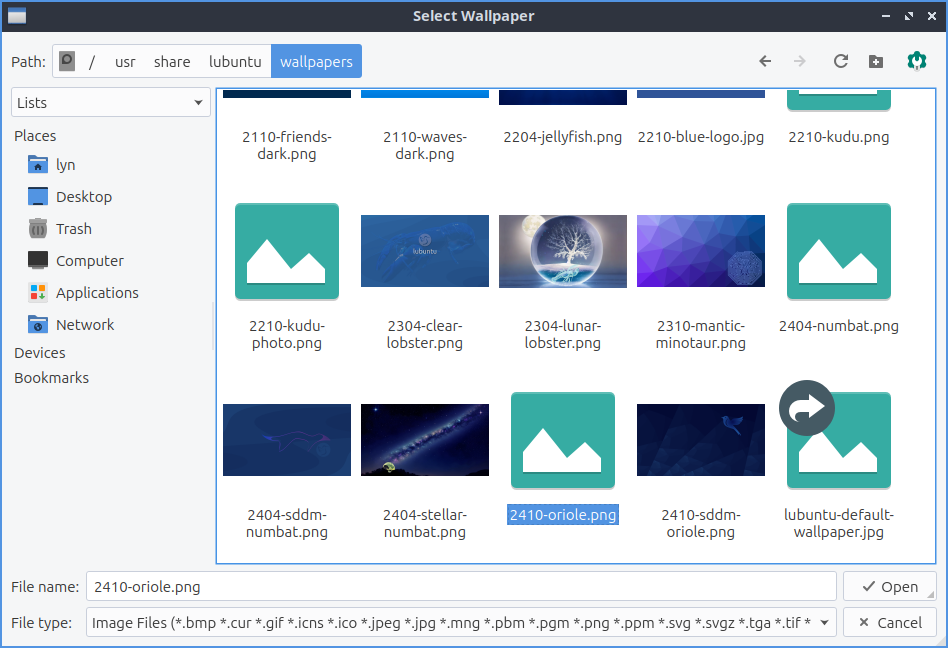 Select Wallpaper
Path: / usr share lubuntu wallpapers
Lists
Places
lyn
Desktop
Trash
Computer
Applications
Network
Devices
Bookmarks
2110-friends-
dark.png
2110-waves-
dark.png
2204-jellyfish.png
2210-blue-logo.jpg
2210-kudu.png
lubuntu
2210-kudu-
photo.png
2304-clear-
lobster.png
2304-lunar-
lobster.png
2310-mantic-
minotaur.png
2404-numbat.png
2404-sddm-
numbat.png
2404-stellar-
numbat.png
2410-oriole.png
2410-sddm-
oriole.png
lubuntu-default-
wallpaper.jpg
File name: 2410-oriole.png Open
File type: Image Files (*.bmp *.cur *.gif *.icns *.ico *.jpeg *.jpg *.mng *.pbm *.pgm *.png *.ppm *.svg *.svgz *.tga *.tif * Cancel